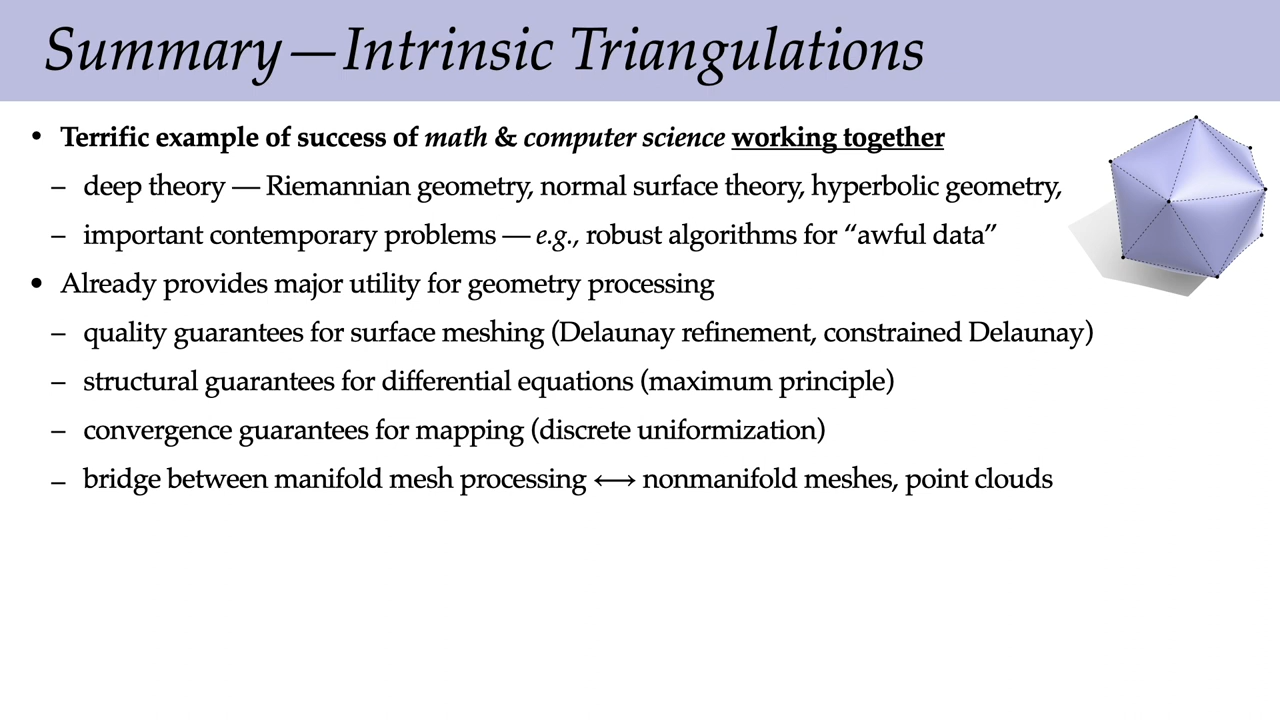 Summary—Intrinsic Triangulations
• Terrific example of success of math & computer science working together
– deep theory — Riemannian geometry, normal surface theory, hyperbolic geometry,
– important contemporary problems — e.g., robust algorithms for “awful data”
• Already provides major utility for geometry processing
– quality guarantees for surface meshing (Delaunay refinement, constrained Delaunay)
– structural guarantees for differential equations (maximum principle)
– convergence guarantees for mapping (discrete uniformization)
– bridge between manifold mesh processing ⟷ nonmanifold meshes, point clouds